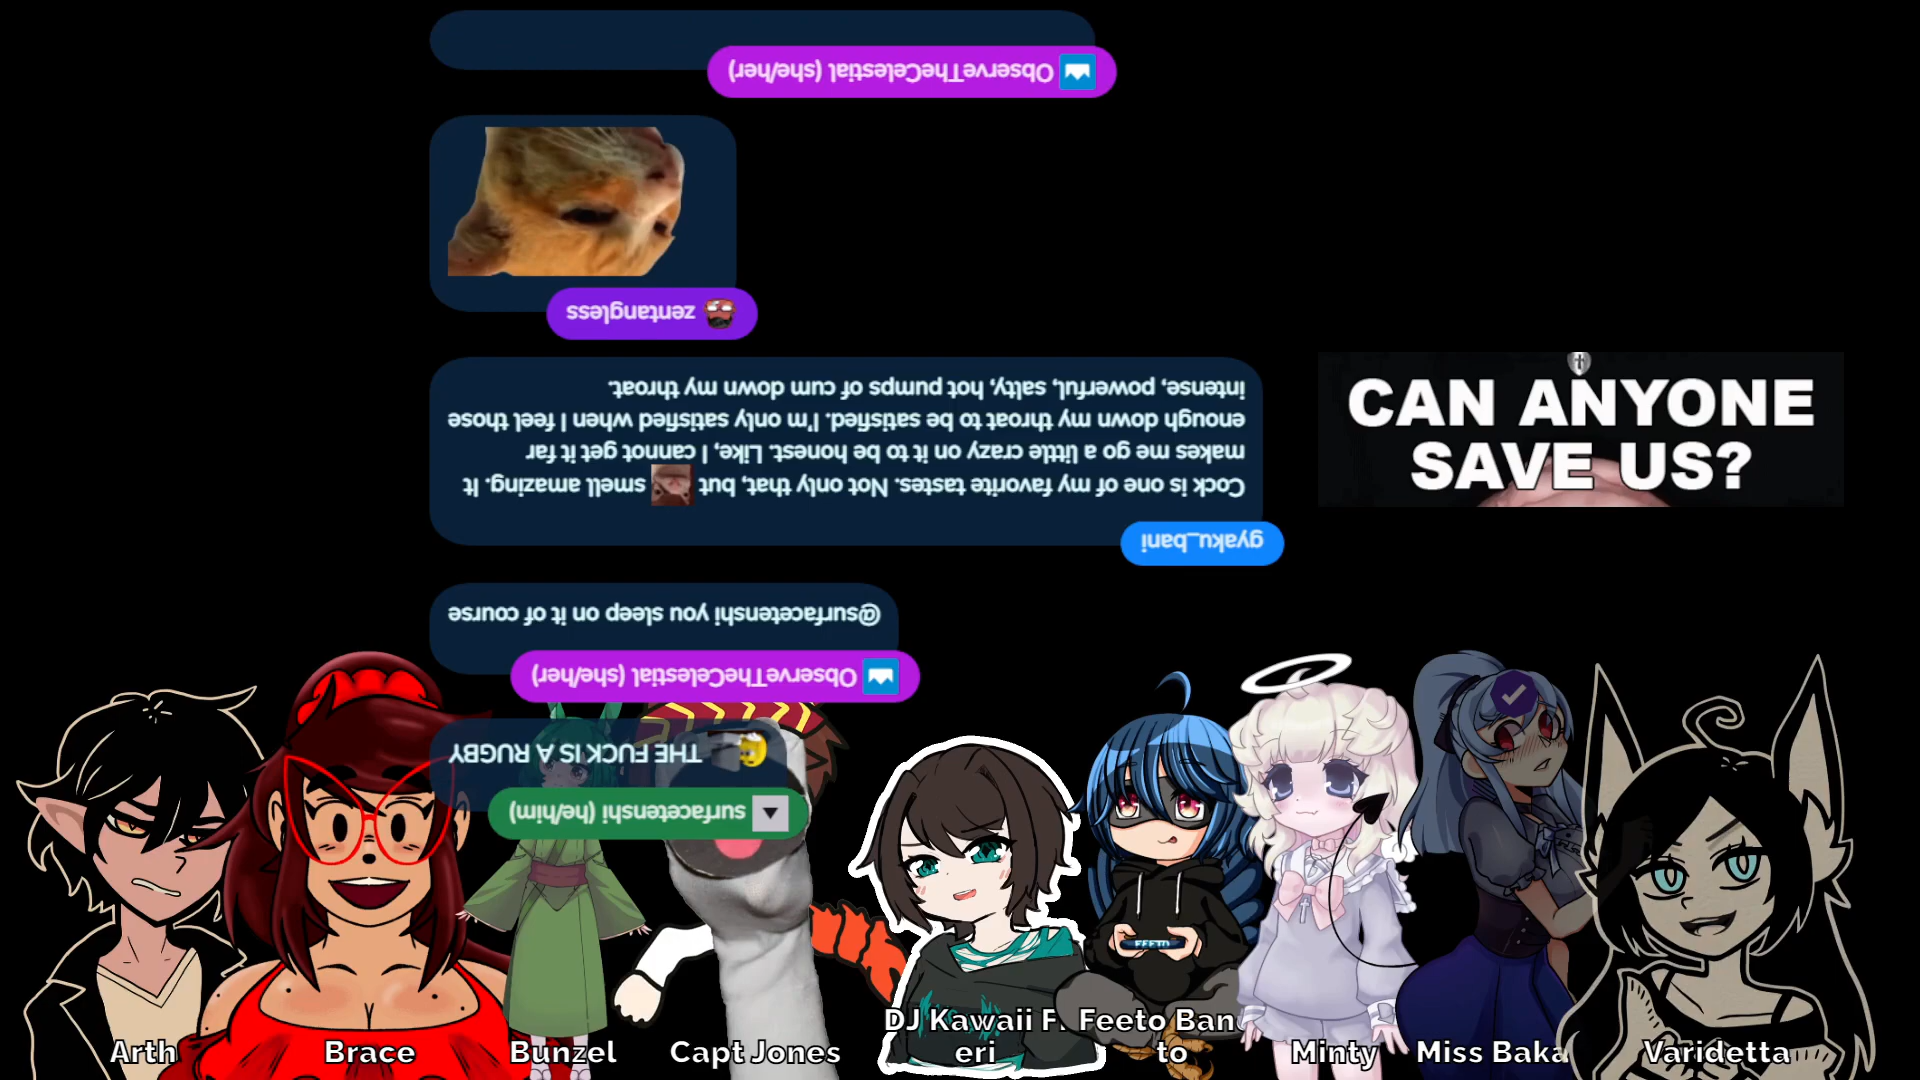 surfacetenshi (he/him)
THE FUCK IS A RUGBY
ObserveTheCelestial (she/her)
@surfacetenshi you sleep on it of course
gyaku_bani
Cock is one of my favorite tastes. Not only that, but smell amazing. It
makes me go a little crazy on it to be honest. Like, I cannot get it far
enough down my throat to be satisfied. I'm only satisfied when I feel those
intense, powerful, salty, hot pumps of cum down my throat.
zentangless
ObserveTheCelestial (she/her)
CAN ANYONE
SAVE US?
FEETO
Arth
Brace
Bunzel
Capt Jones
DJ Kawaii F.
eri
Feeto Ban
to
Minty
Miss Baka
Varidetta